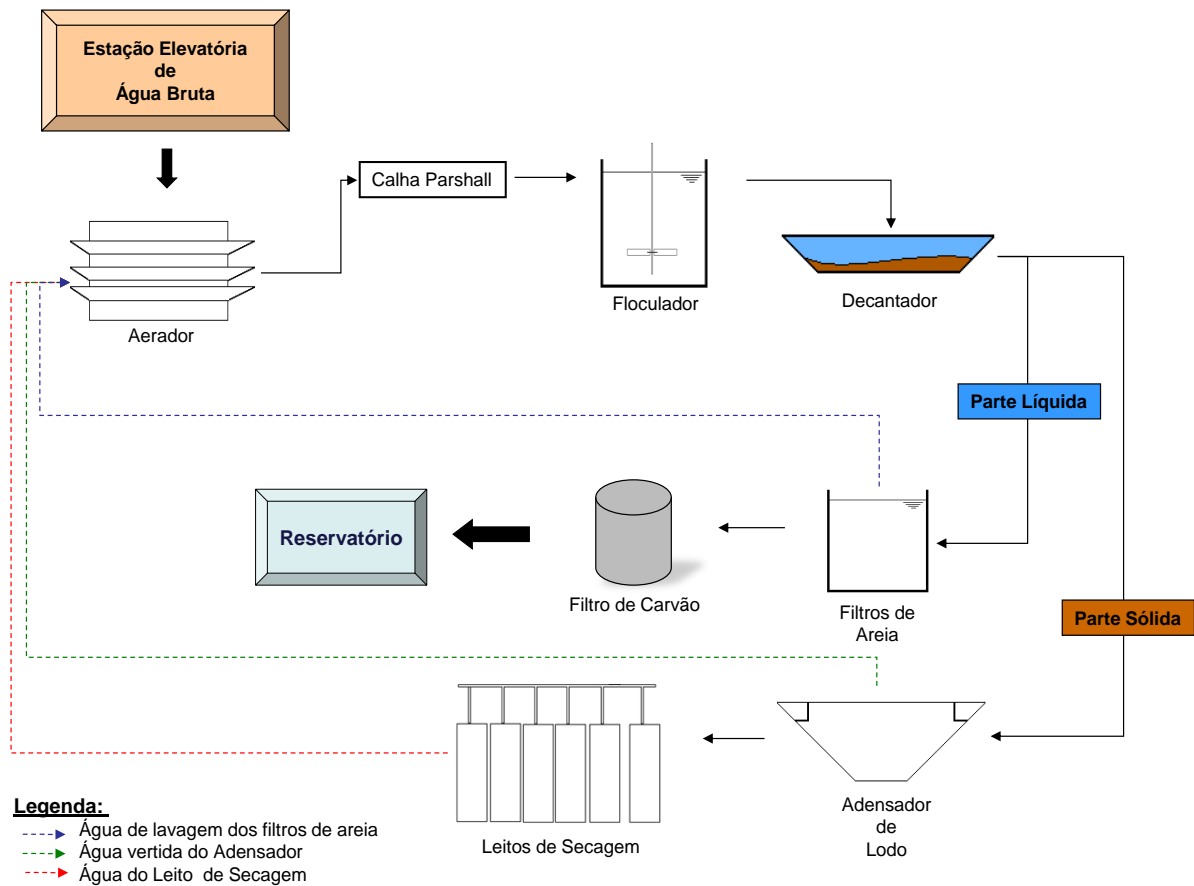 Estação Elevatória
de
Água Bruta
Calha Parshall
Aerador
Floculador
Decantador
Parte Líquida
Reservatório
Filtro de Carvão
Filtros de
Areia
Parte Sólida
Leitos de Secagem
Adensador
de
Lodo
Legenda:
Água de lavagem dos filtros de areia
Água vertida do Adensador
Água do Leito de Secagem